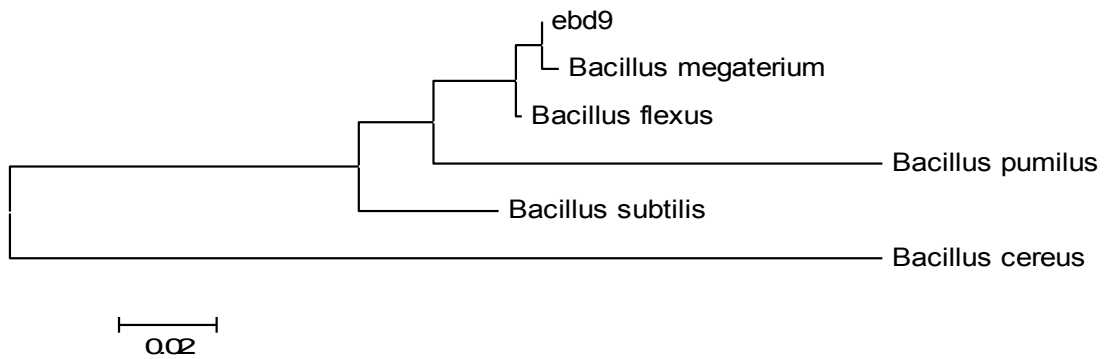 ebd9
Bacillus megaterium
Bacillus flexus
Bacillus pumilus
Bacillus subtilis
Bacillus cereus
0.02